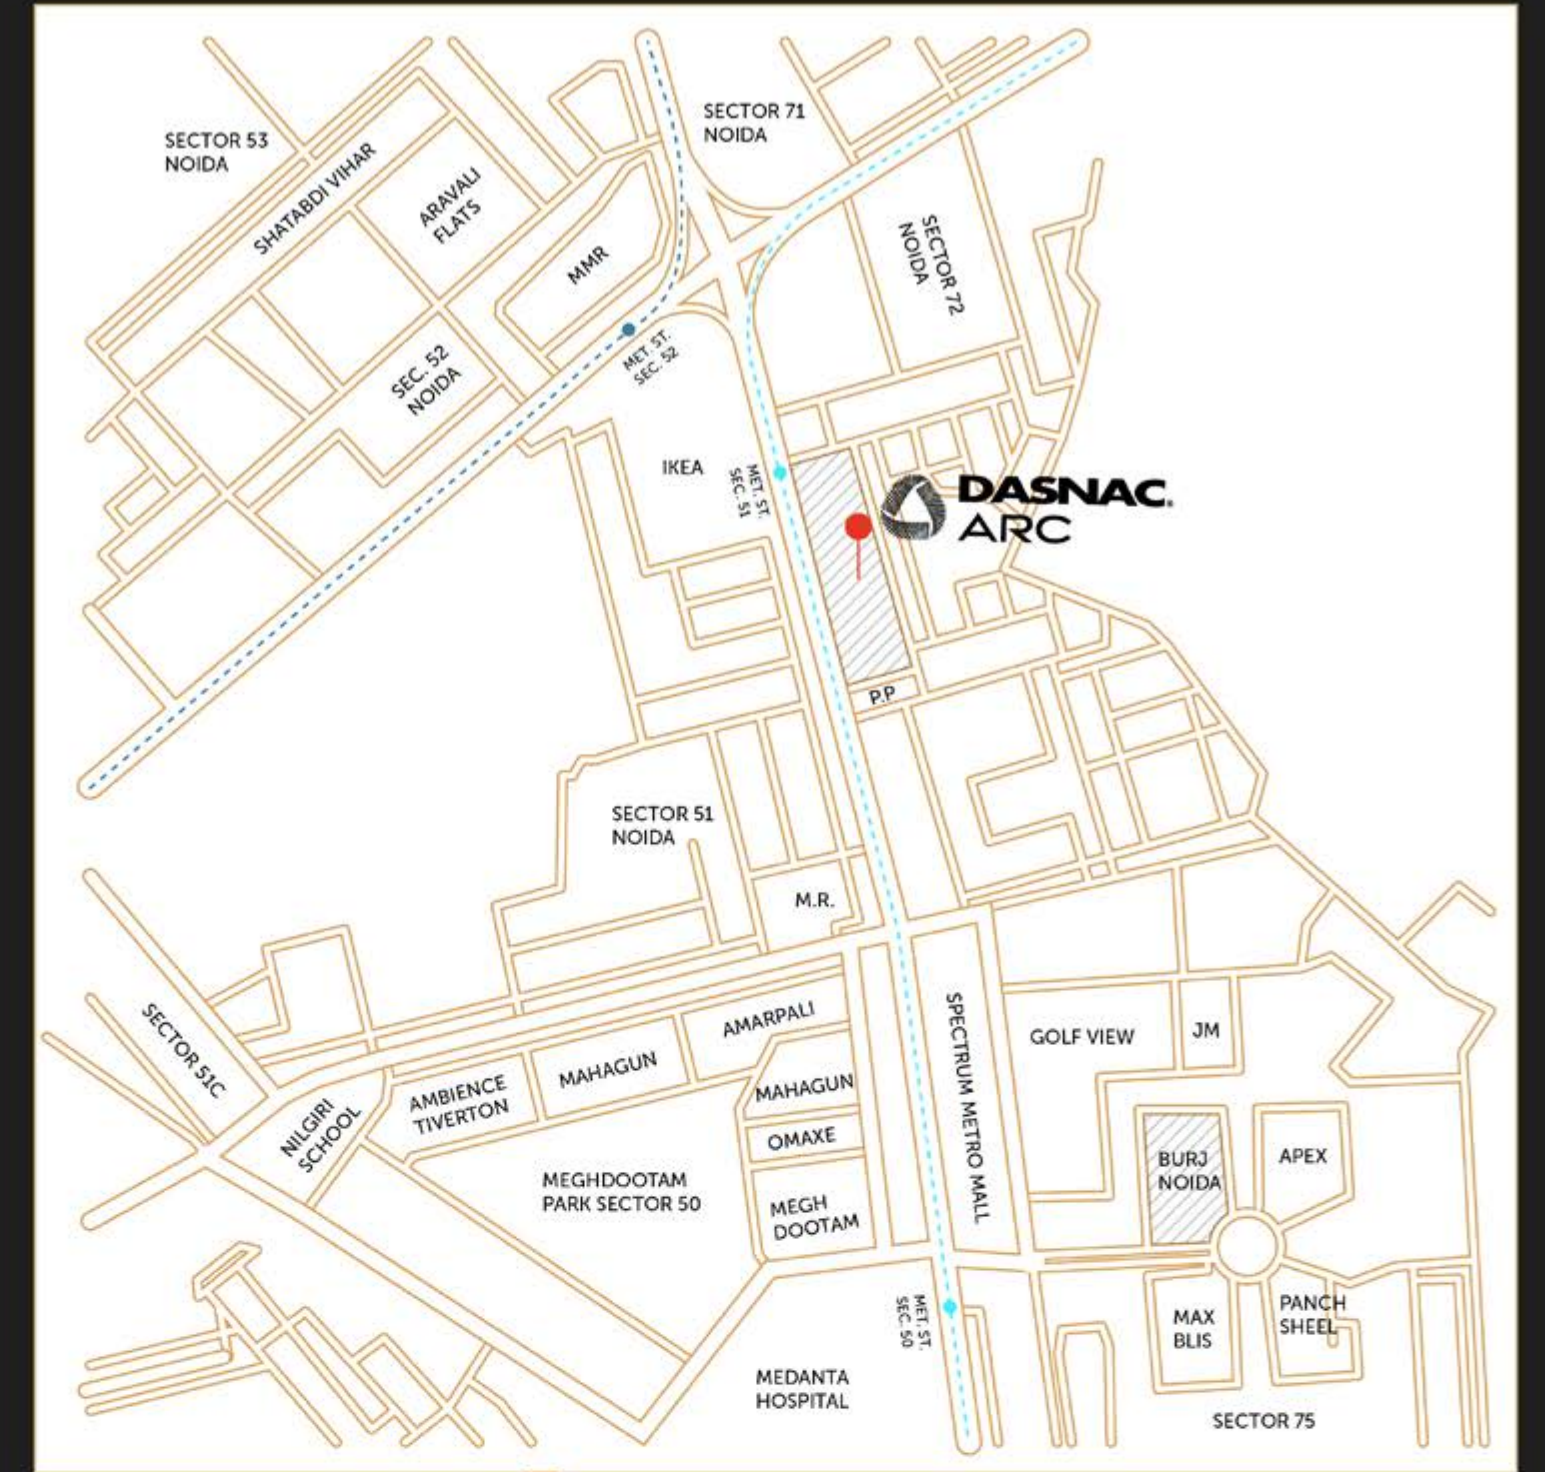 SECTOR 71
NOIDA
SECTOR 53
NOIDA
SHATABDI VIHAR
ARAVALI
FLATS
MMR
SECTOR 72
NOIDA
MET. ST.
SEC. 52
SEC. 52
NOIDA
IKEA
MET. ST.
SEC. 51
DASNAC.
ARC
P.P
SECTOR 51
NOIDA
M.R.
SECTOR 51C
SPECTRUM METRO MALL
AMARPALI
GOLF VIEW
JM
MAHAGUN
AMBIENCE
TIVERTON
MAHAGUN
NILGIRI
SCHOOL
OMAXE
BURJ
NOIDA
APEX
MEGHDOOTAM
PARK SECTOR 50
MEGH
DOOTAM
MET. ST.
SEC. 50
MAX
BLIS
PANCH
SHEEL
MEDANTA
HOSPITAL
SECTOR 75